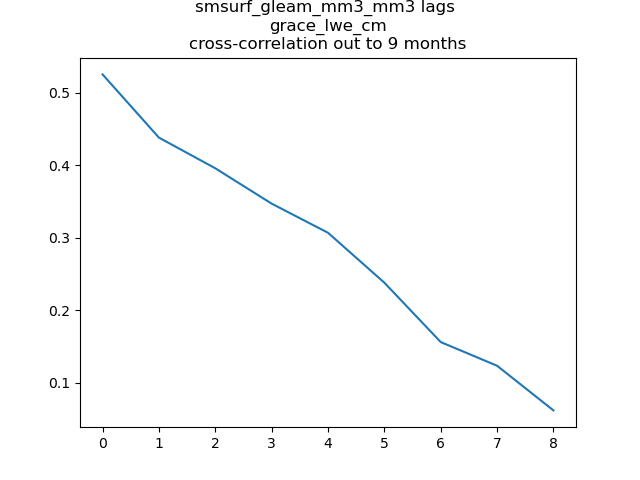 smsurf_gleam_mm3_mm3 lags
grace_lwe_cm
cross-correlation out to 9 months
0.5
0.4
0.3
0.2
0.1
0 1 2 3 4 5 6 7 8